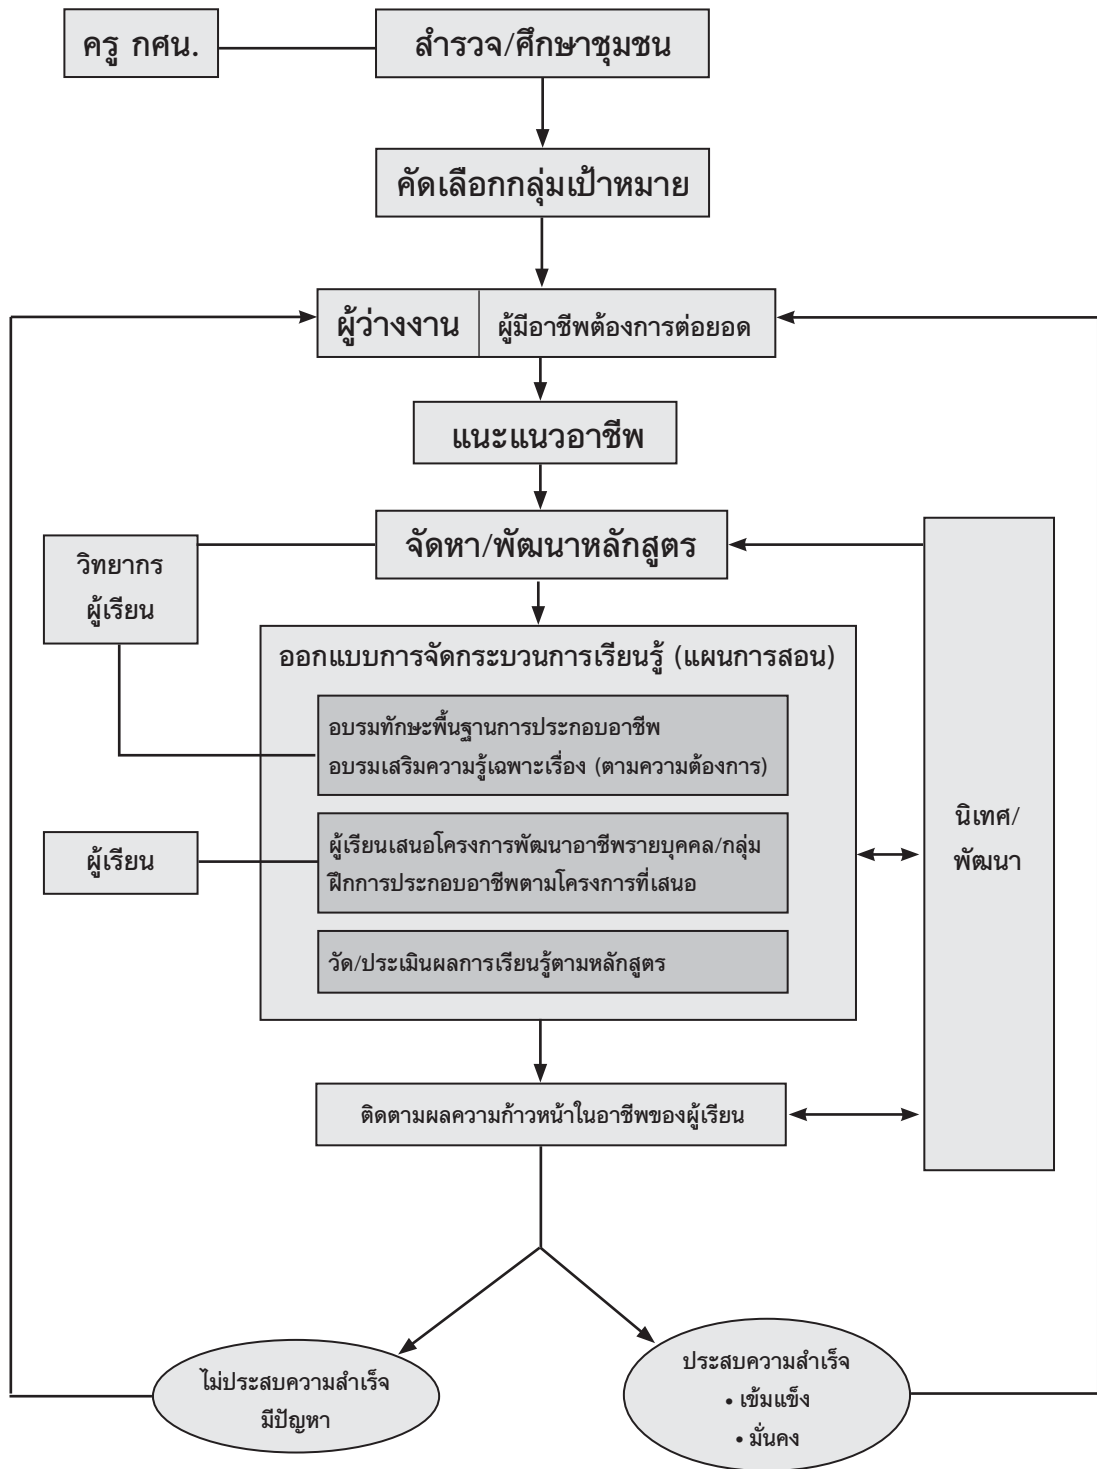 ครู กศน.
สำรวจ/ศึกษาชุมชน
คัดเลือกกลุ่มเป้าหมาย
ผู้ว่างงาน
ผู้มีอาชีพต้องการต่อยอด
แนะแนวอาชีพ
จัดหา/พัฒนาหลักสูตร
วิทยากร
ผู้เรียน
ออกแบบการจัดกระบวนการเรียนรู้ (แผนการสอน)
อบรมทักษะพื้นฐานการประกอบอาชีพ
อบรมเสริมความรู้เฉพาะเรื่อง (ตามความต้องการ)
ผู้เรียน
ผู้เรียนเสนอโครงการพัฒนาอาชีพรายบุคคล/กลุ่ม
ฝึกการประกอบอาชีพตามโครงการที่เสนอ
วัด/ประเมินผลการเรียนรู้ตามหลักสูตร
นิเทศ/
พัฒนา
ติดตามผลความก้าวหน้าในอาชีพของผู้เรียน
ไม่ประสบความสำเร็จ
มีปัญหา
ประสบความสำเร็จ
• เข้มแข็ง
• มั่นคง